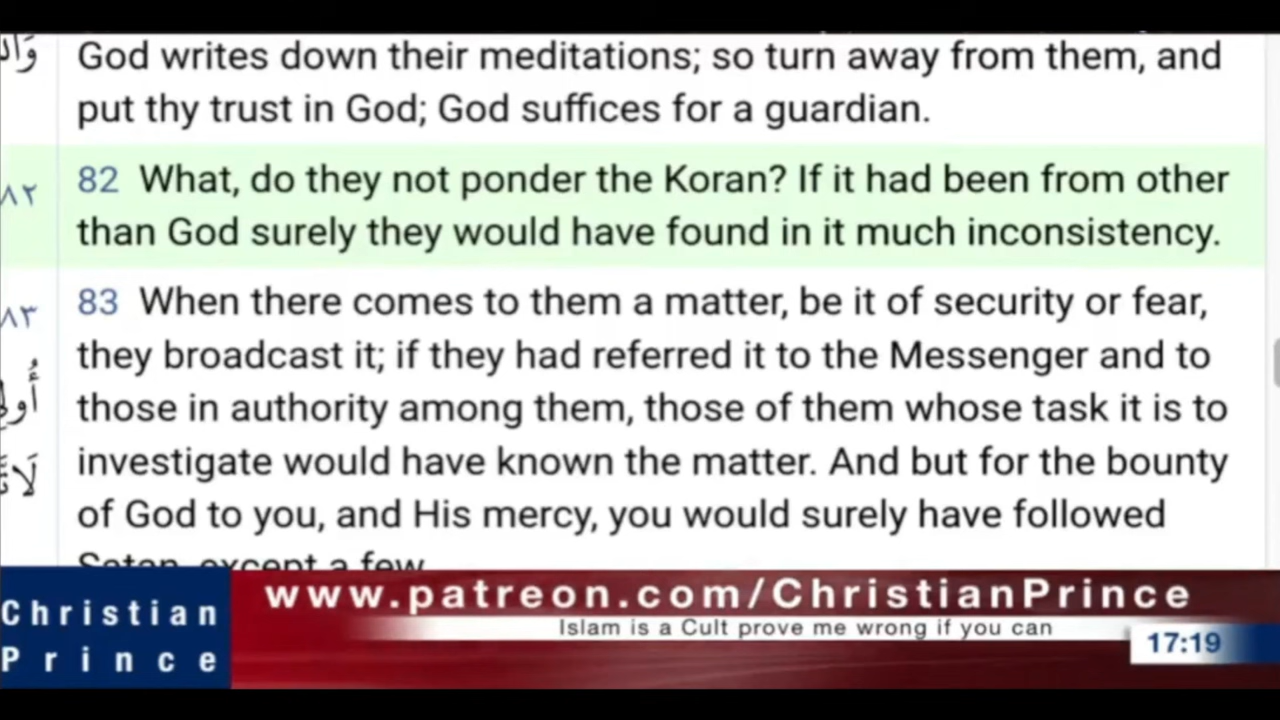 God writes down their meditations; so turn away from them, and
put thy trust in God; God suffices for a guardian.
٨٢
82 What, do they not ponder the Koran? If it had been from other
than God surely they would have found in it much inconsistency.
٨٣
83 When there comes to them a matter, be it of security or fear,
they broadcast it; if they had referred it to the Messenger and to
those in authority among them, those of them whose task it is to
investigate would have known the matter. And but for the bounty
of God to you, and His mercy, you would surely have followed
Satan, except a few.
www.patreon.com/ChristianPrince
Islam is a Cult prove me wrong if you can
Christian
Prince
17:19